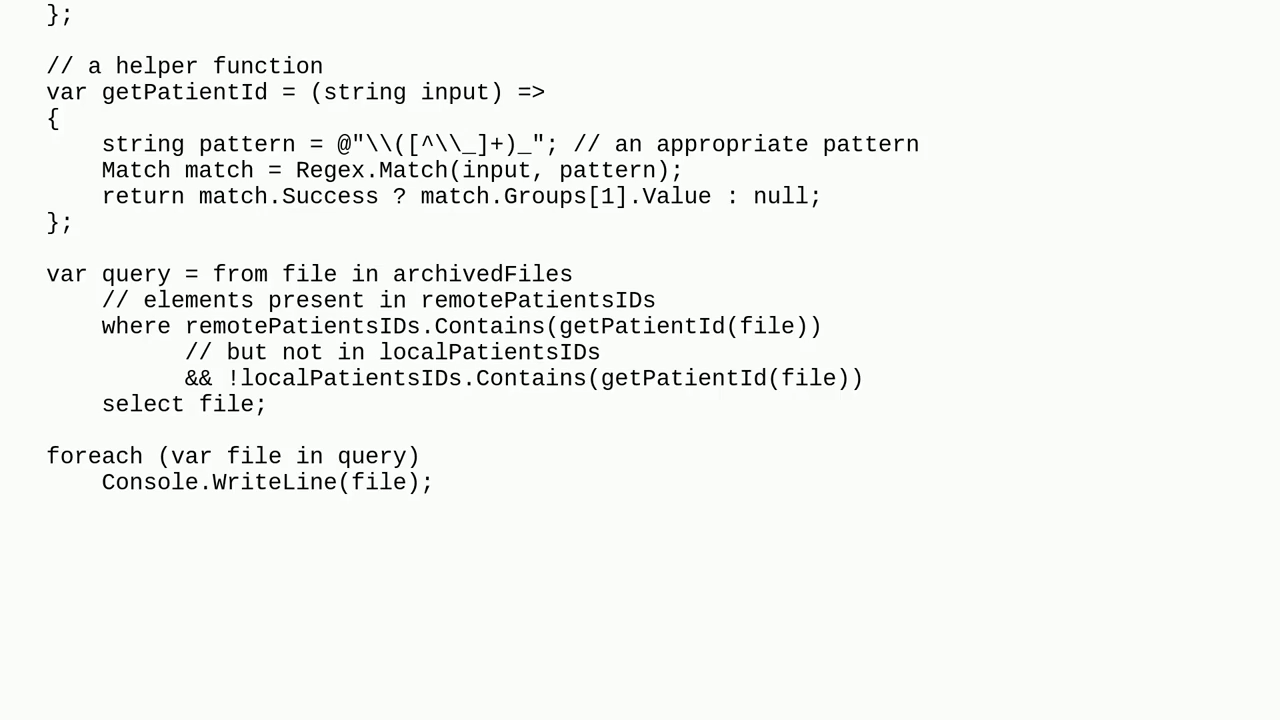 };
// a helper function
var getPatientId = (string input) =>
{
    string pattern = @"\\([^\\_]+)_"; // an appropriate pattern
    Match match = Regex.Match(input, pattern);
    return match.Success ? match.Groups[1].Value : null;
};
var query = from file in archivedFiles
    // elements present in remotePatientsIDs
    where remotePatientsIDs.Contains(getPatientId(file))
          // but not in localPatientsIDs
          && !localPatientsIDs.Contains(getPatientId(file))
    select file;
foreach (var file in query)
    Console.WriteLine(file);